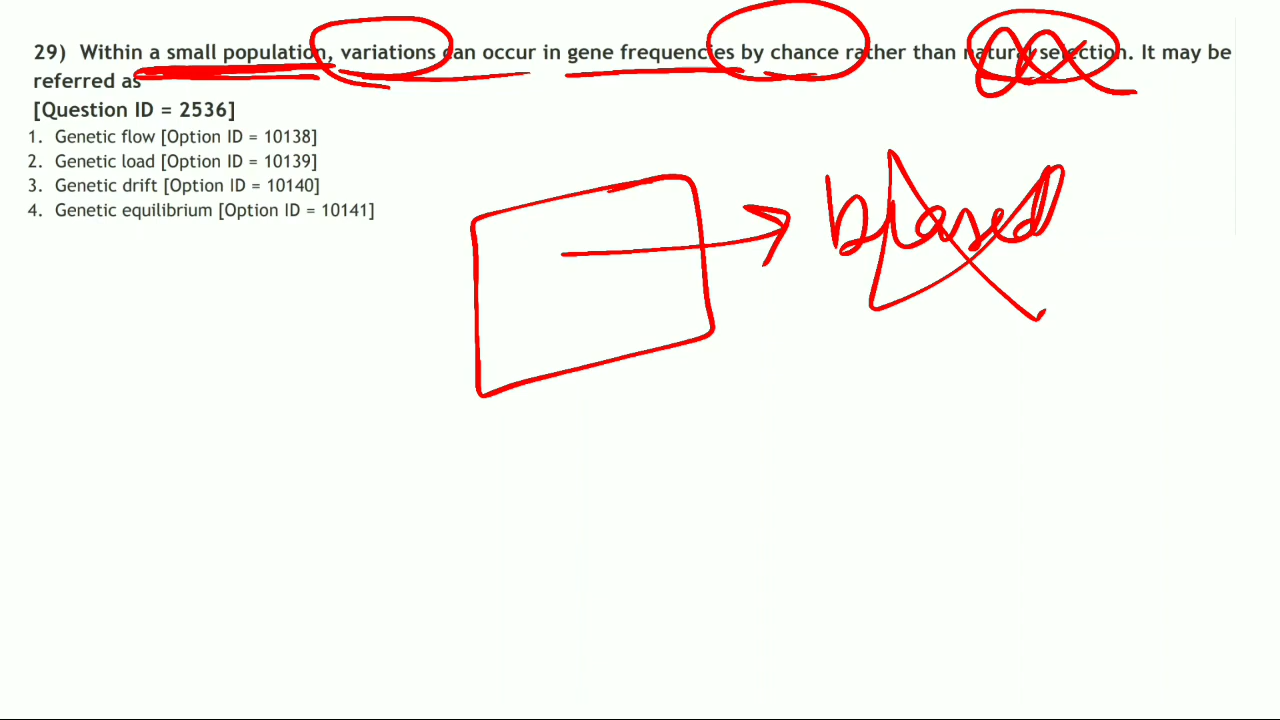 29) Within a small population, variations can occur in gene frequencies by chance rather than natural selection. It may be
referred as
[Question ID = 2536]
1. Genetic flow [Option ID = 10138]
2. Genetic load [Option ID = 10139]
3. Genetic drift [Option ID = 10140]
4. Genetic equilibrium [Option ID = 10141]
biased